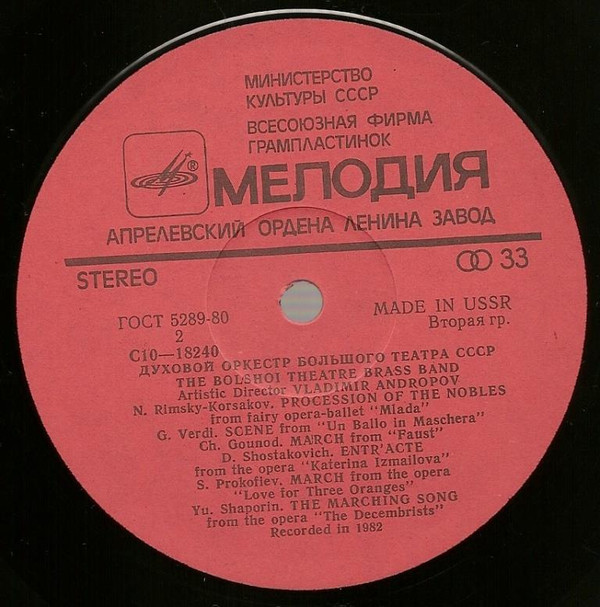 МИНИСТЕРСТВО
КУЛЬТУРЫ СССР
ВСЕСОЮЗНАЯ ФИРМА
ГРАМПЛАСТИНОК
®
МЕЛОДИЯ
АПРЕЛЕВСКИЙ ОРДЕНА ЛЕНИНА ЗАВОД
STEREO
33
ГОСТ 5289-80
MADE IN USSR
2
Вторая гр.
С10—18240
ДУХОВОЙ ОРКЕСТР БОЛЬШОГО ТЕАТРА СССР
THE BOLSHOI THEATRE BRASS BAND
Artistic Director VLADIMIR ANDROPOV
N. Rimsky-Korsakov. PROCESSION OF THE NOBLES
from fairy opera-ballet "Mlada"
G. Verdi. SCENE from "Un Ballo in Maschera"
Ch. Gounod. MARCH from "Faust"
D. Shostakovich. ENTR'ACTE
from the opera "Katerina Izmailova"
S. Prokofiev. MARCH from the opera
"Love for Three Oranges"
Yu. Shaporin. THE MARCHING SONG
from the opera "The Decembrists"
Recorded in 1982